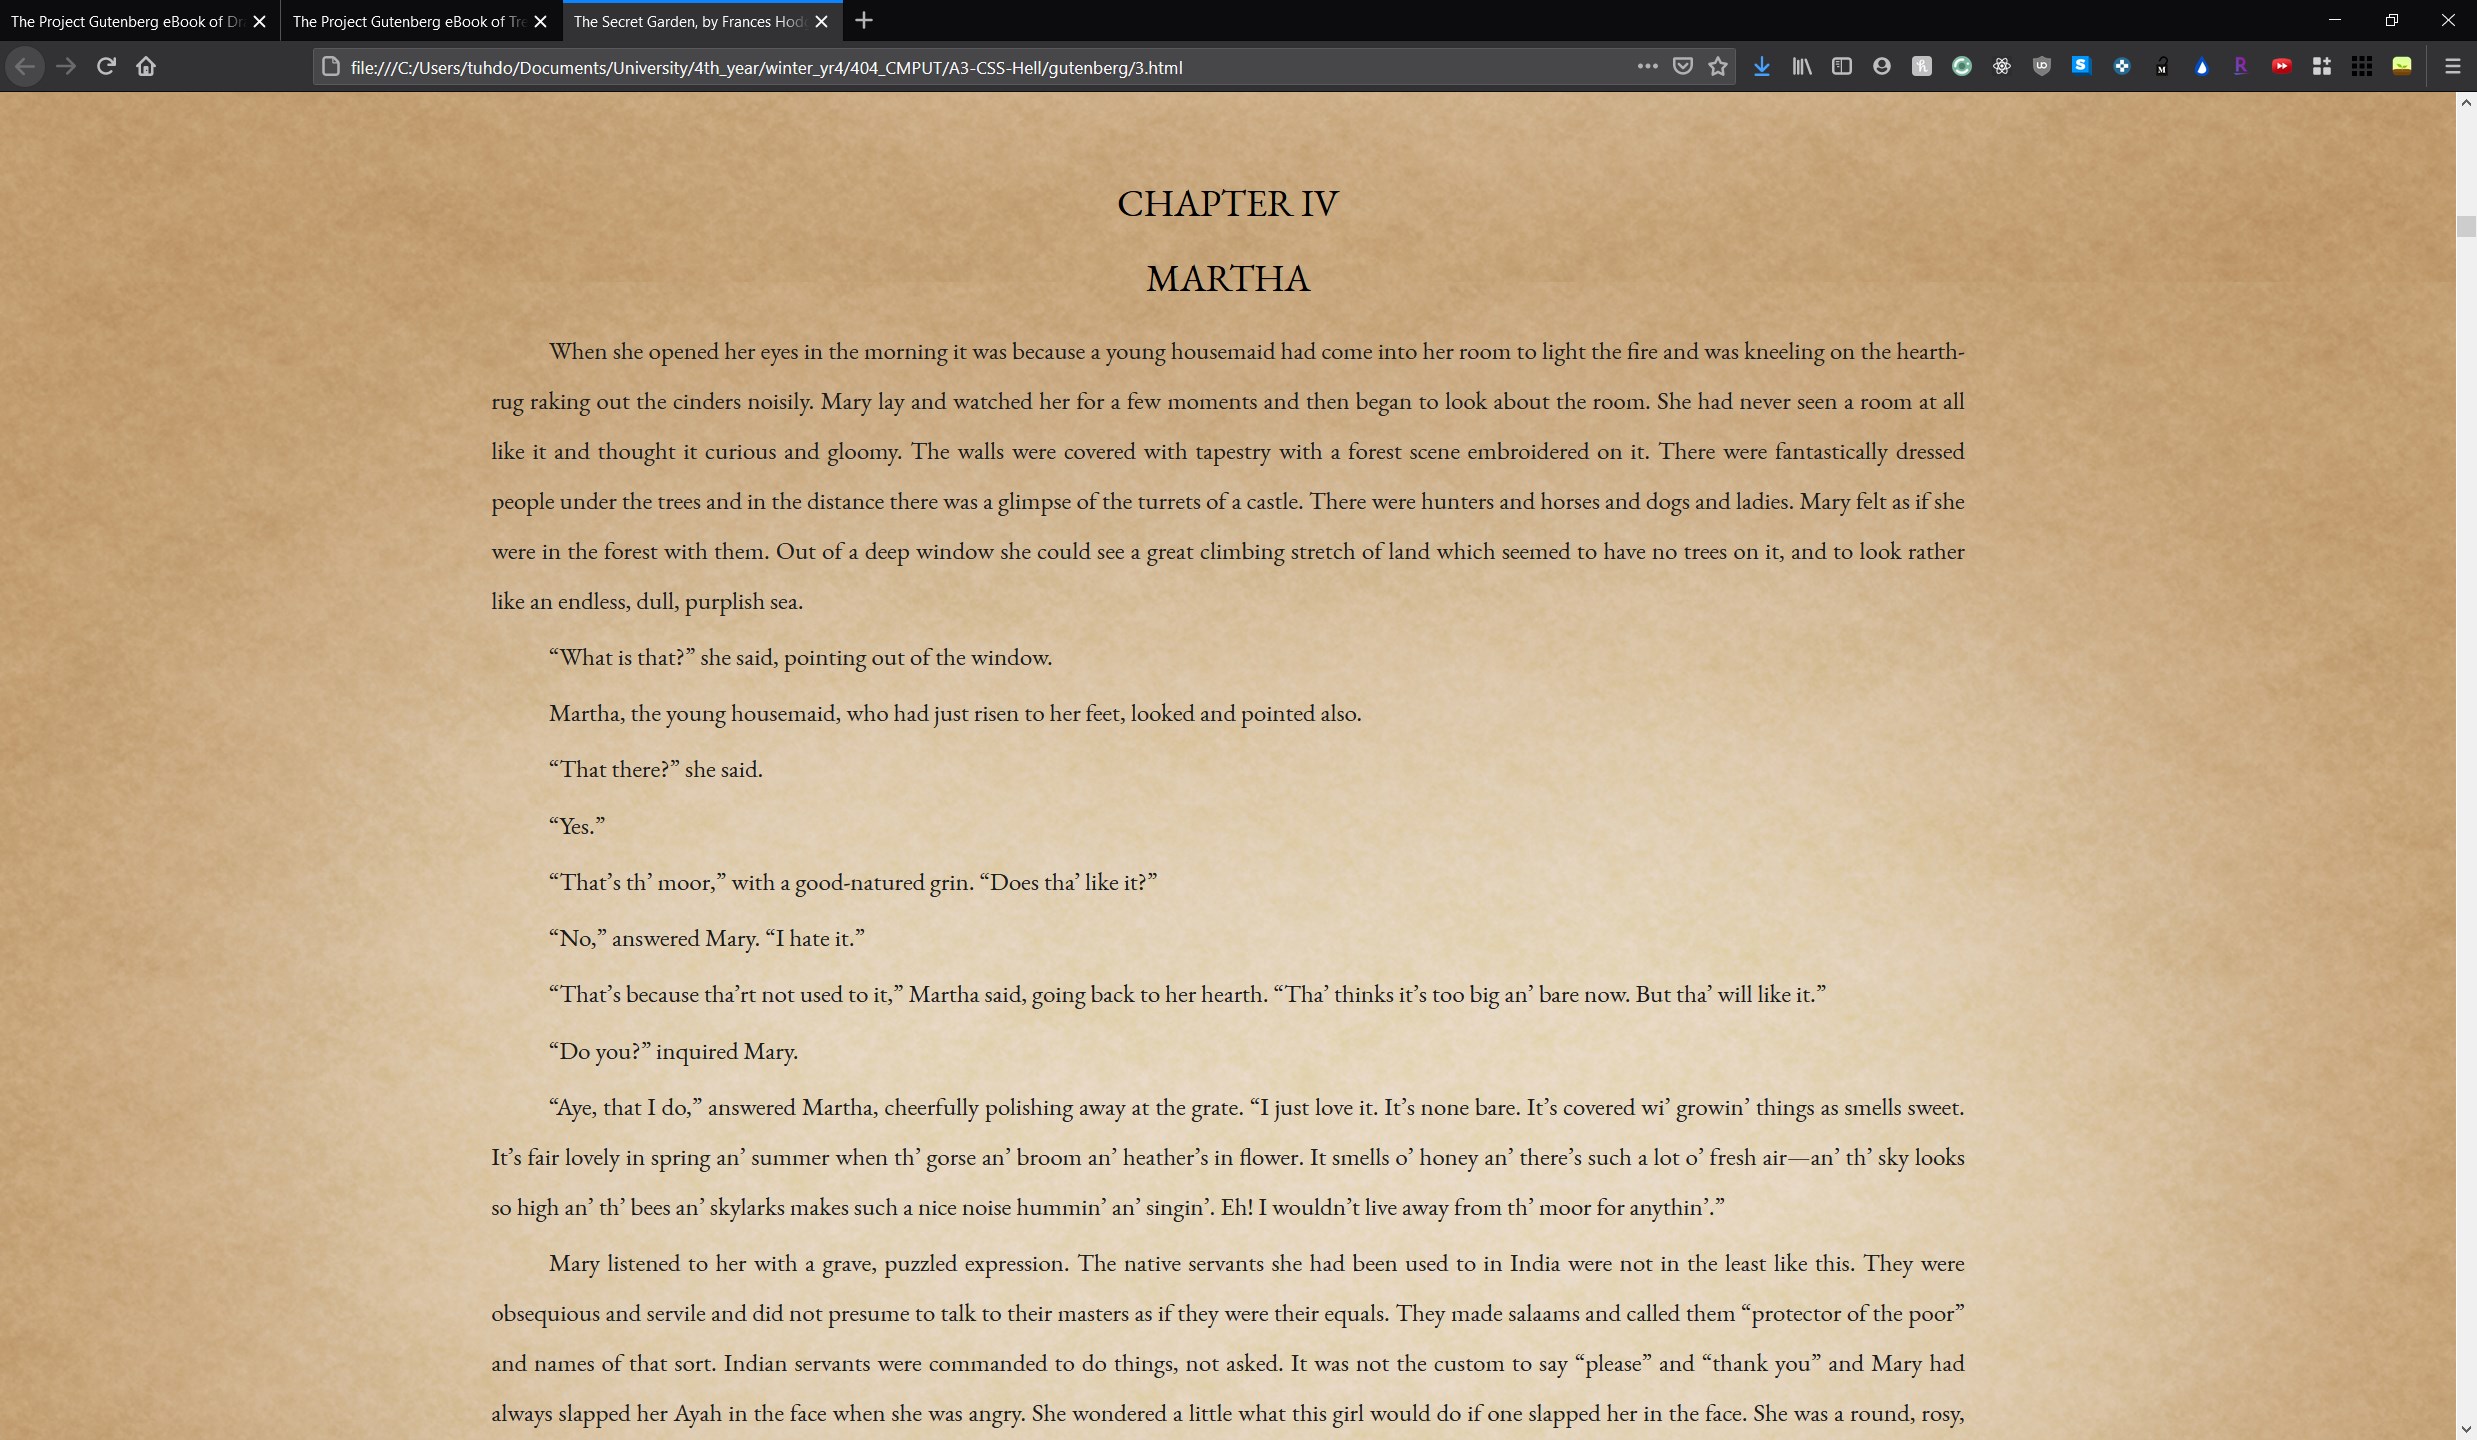 The Project Gutenberg eBook of Dr
The Project Gutenberg eBook of Tre
The Secret Garden, by Frances Hodg
file:///C:/Users/tuhdo/Documents/University/4th_year/winter_yr4/404_CMPUT/A3-CSS-Hell/gutenberg/3.html
CHAPTER IV
MARTHA
When she opened her eyes in the morning it was because a young housemaid had come into her room to light the fire and was kneeling on the hearth-
rug raking out the cinders noisily. Mary lay and watched her for a few moments and then began to look about the room. She had never seen a room at all
like it and thought it curious and gloomy. The walls were covered with tapestry with a forest scene embroidered on it. There were fantastically dressed
people under the trees and in the distance there was a glimpse of the turrets of a castle. There were hunters and horses and dogs and ladies. Mary felt as if she
were in the forest with them. Out of a deep window she could see a great climbing stretch of land which seemed to have no trees on it, and to look rather
like an endless, dull, purplish sea.
“What is that?” she said, pointing out of the window.
Martha, the young housemaid, who had just risen to her feet, looked and pointed also.
“That there?” she said.
“Yes.”
“That’s th’ moor,” with a good-natured grin. “Does tha’ like it?”
“No,” answered Mary. “I hate it.”
“That’s because tha’rt not used to it,” Martha said, going back to her hearth. “Tha’ thinks it’s too big an’ bare now. But tha’ will like it.”
“Do you?” inquired Mary.
“Aye, that I do,” answered Martha, cheerfully polishing away at the grate. “I just love it. It’s none bare. It’s covered wi’ growin’ things as smells sweet.
It’s fair lovely in spring an’ summer when th’ gorse an’ broom an’ heather’s in flower. It smells o’ honey an’ there’s such a lot o’ fresh air—an’ th’ sky looks
so high an’ th’ bees an’ skylarks makes such a nice noise hummin’ an’ singin’. Eh! I wouldn’t live away from th’ moor for anythin’.”
Mary listened to her with a grave, puzzled expression. The native servants she had been used to in India were not in the least like this. They were
obsequious and servile and did not presume to talk to their masters as if they were their equals. They made salaams and called them “protector of the poor”
and names of that sort. Indian servants were commanded to do things, not asked. It was not the custom to say “please” and “thank you” and Mary had
always slapped her Ayah in the face when she was angry. She wondered a little what this girl would do if one slapped her in the face. She was a round, rosy,